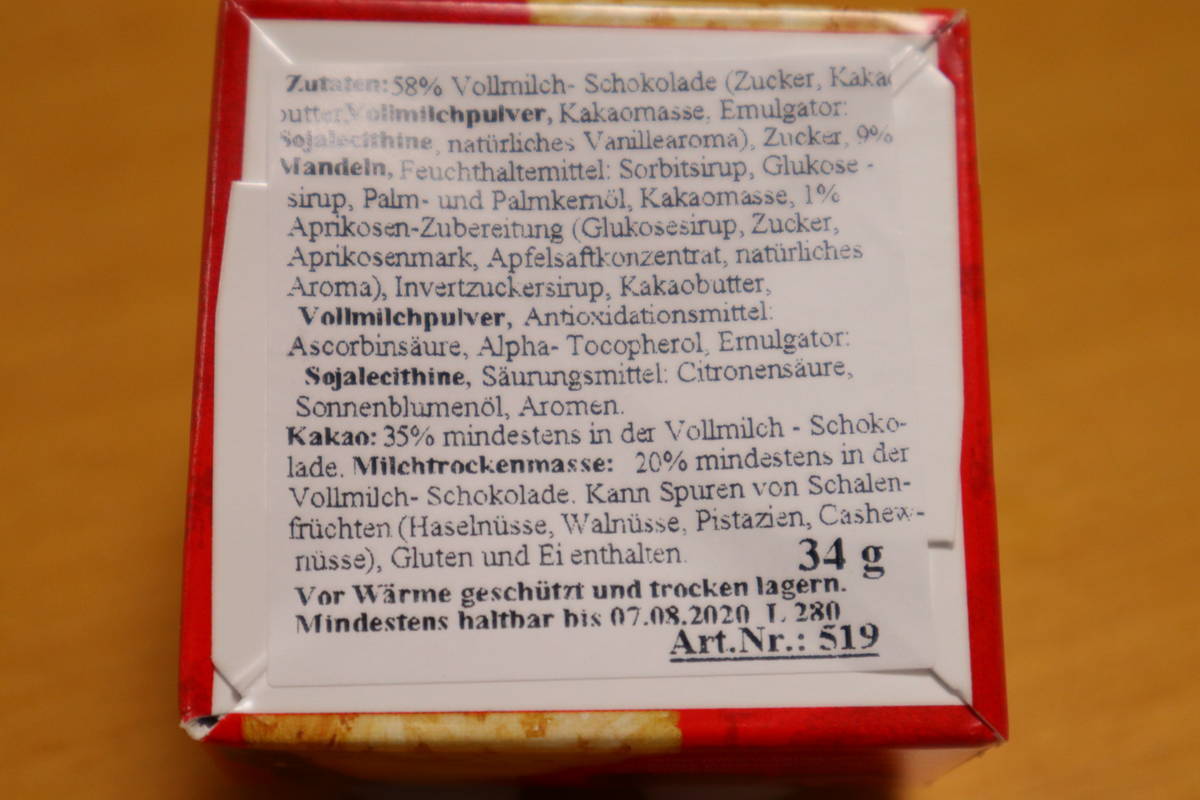 Zutaten: 58% Vollmilch- Schokolade (Zucker, Kakao
butter, Vollmilchpulver, Kakaomasse, Emulgator:
Sojalecithine, natürliches Vanillearoma), Zucker, 9%
Mandeln, Feuchthaltemittel: Sorbitsirup, Glukose -
sirup, Palm- und Palmkernöl, Kakaomasse, 1%
Aprikosen-Zubereitung (Glukosesirup, Zucker,
Aprikosenmark, Apfelsaftkonzentrat, natürliches
Aroma), Invertzuckersirup, Kakaobutter,
Vollmilchpulver, Antioxidationsmittel:
Ascorbinsäure, Alpha- Tocopherol, Emulgator:
Sojalecithine, Säurungsmittel: Citronensäure,
Sonnenblumenöl, Aromen.
Kakao: 35% mindestens in der Vollmilch - Schoko-
lade. Milchtrockenmasse: 20% mindestens in der
Vollmilch- Schokolade. Kann Spuren von Schalen-
früchten (Haselnüsse, Walnüsse, Pistazien, Cashew-
nüsse), Gluten und Ei enthalten. 34 g
Vor Wärme geschützt und trocken lagern.
Mindestens haltbar bis 07.08.2020 L 280
Art.Nr.: 519